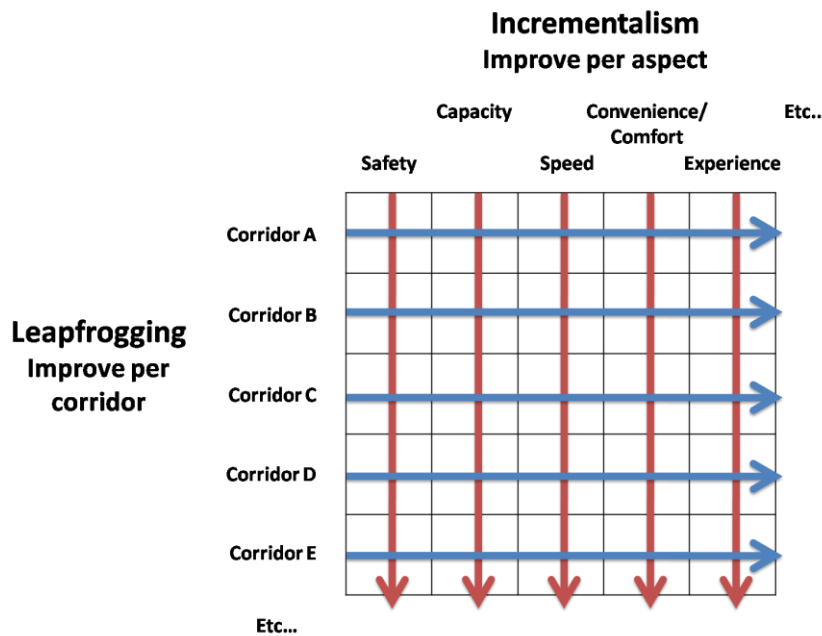 Incrementalism
Improve per aspect
Capacity
Convenience/
Comfort
Etc..
Safety
Speed
Experience
Corridor A
Corridor B
Leapfrogging
Improve per
corridor
Corridor C
Corridor D
Corridor E
Etc...